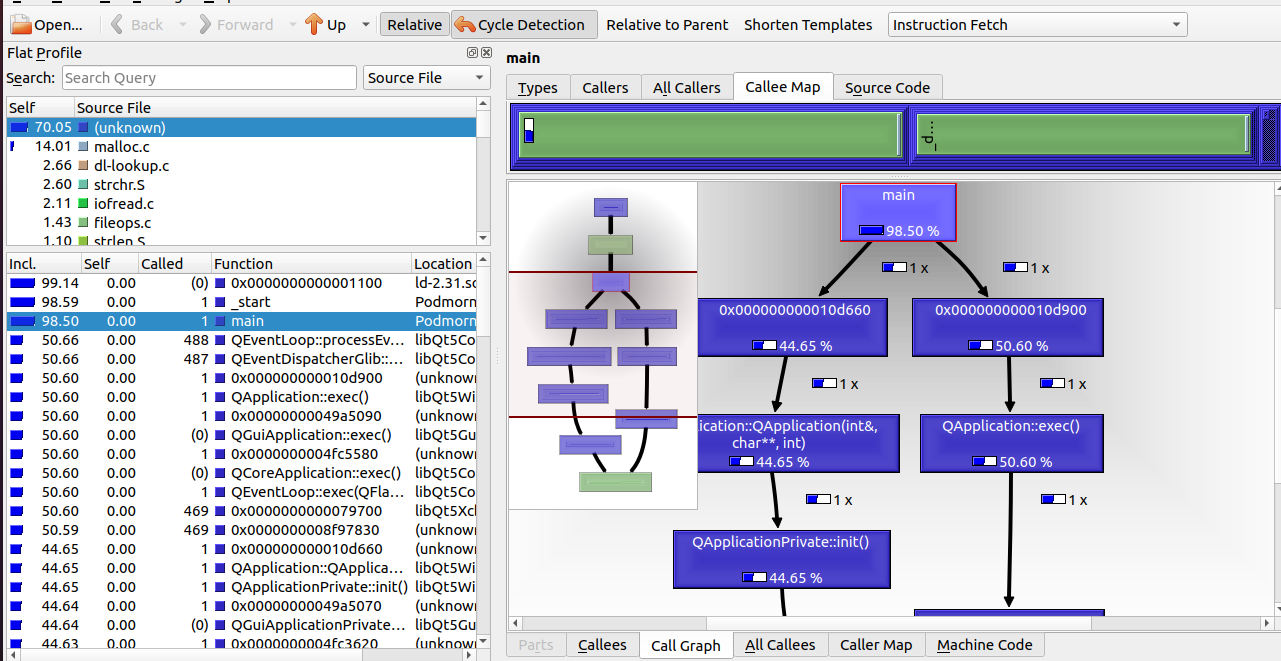 Open... Back Forward Up Relative Cycle Detection Relative to Parent Shorten Templates Instruction Fetch
Flat Profile
Search: Search Query Source File
Self Source File
70.05 (unknown)
14.01 malloc.c
2.66 dl-lookup.c
2.60 strchr.S
2.11 iofread.c
1.43 fileops.c
1.10 strlen.S
Incl. Self Called Function Location
99.14 0.00 (0) 0x0000000000001100 ld-2.31.sc
98.59 0.00 1 _start Podmorn
98.50 0.00 1 main Podmorn
50.66 0.00 488 QEventLoop::processEv... libQt5Co
50.66 0.00 487 QEventDispatcherGlib::... libQt5Co
50.60 0.00 1 0x000000000010d900 (unknown
50.60 0.00 1 QApplication::exec() libQt5Wi
50.60 0.00 1 0x00000000049a5090 (unknown
50.60 0.00 (0) QGuiApplication::exec() libQt5Gu
50.60 0.00 1 0x0000000004fc5580 (unknown
50.60 0.00 (0) QCoreApplication::exec() libQt5Co
50.60 0.00 1 QEventLoop::exec(QFla... libQt5Co
50.60 0.00 469 0x0000000000079700 libQt5Xcl
50.59 0.00 469 0x0000000008f97830 (unknown
44.65 0.00 1 0x000000000010d660 (unknown
44.65 0.00 1 QApplication::QApplica... libQt5Wi
44.65 0.00 1 QApplicationPrivate::init() libQt5Wi
44.64 0.00 1 0x00000000049a5070 (unknown
44.64 0.00 (0) QGuiApplicationPrivate... libQt5Gu
44.63 0.00 1 0x0000000004fc3620 (unknown
main
Types Callers All Callers Callee Map Source Code
_d...
main
98.50 %
1 x
1 x
0x000000000010d660
44.65 %
0x000000000010d900
50.60 %
1 x
1 x
ication::QApplication(int&,
char**, int)
44.65 %
QApplication::exec()
50.60 %
1 x
1 x
QApplicationPrivate::init()
44.65 %
Parts Callees Call Graph All Callees Caller Map Machine Code